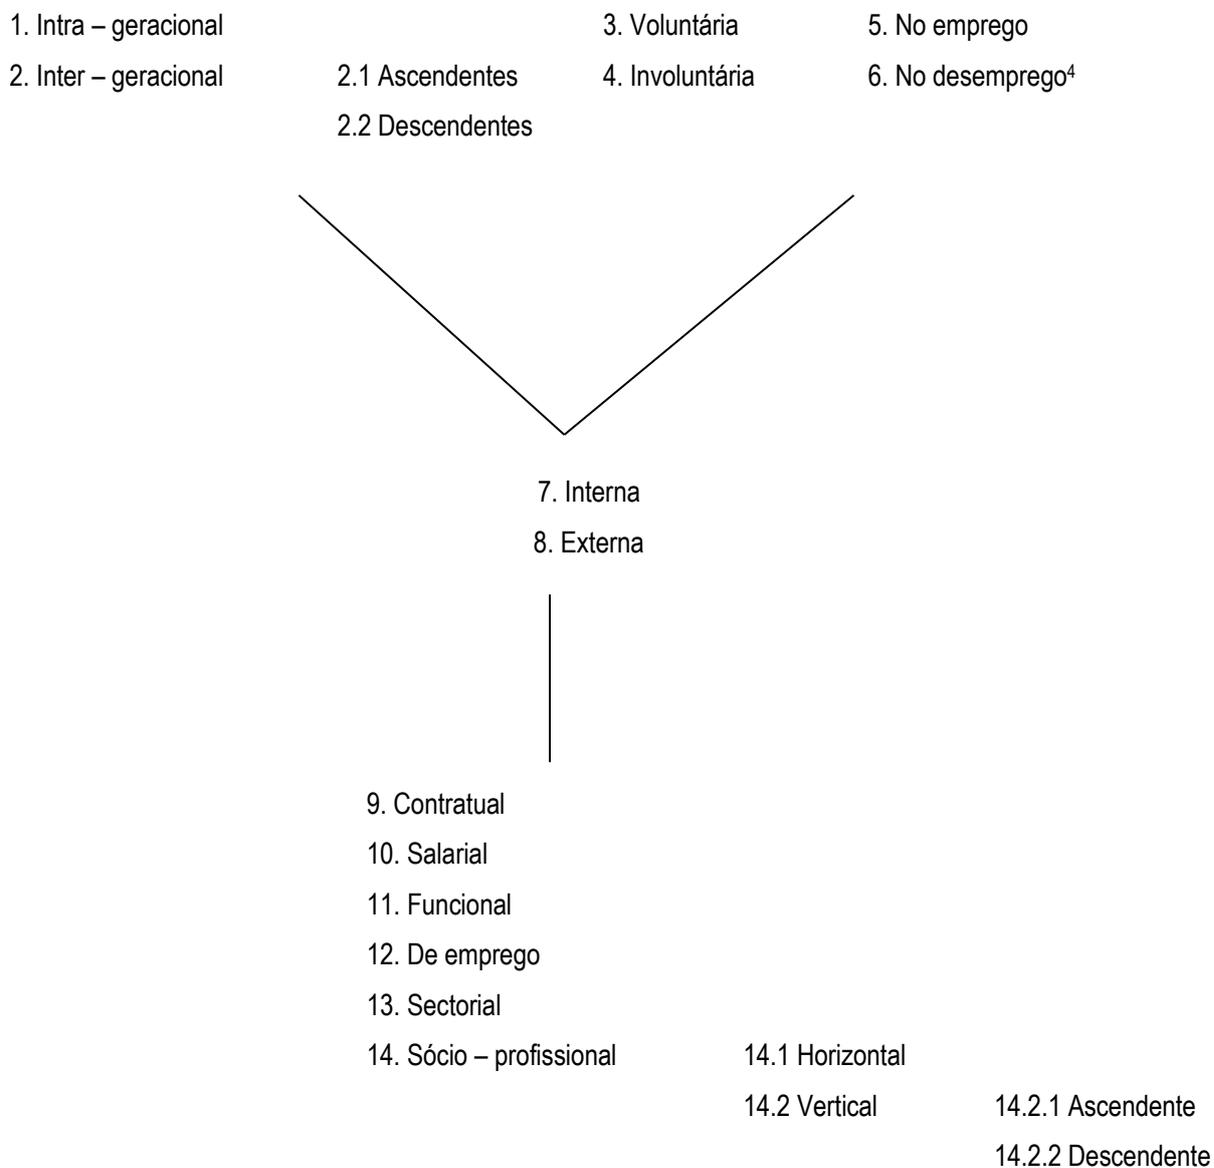 1. Intra – geracional 3. Voluntária 5. No emprego
2. Inter – geracional 2.1 Ascendentes 4. Involuntária 6. No desemprego⁴
2.2 Descendentes
7. Interna
8. Externa
9. Contratual
10. Salarial
11. Funcional
12. De emprego
13. Sectorial
14. Sócio – profissional 14.1 Horizontal
14.2 Vertical 14.2.1 Ascendente
14.2.2 Descendente